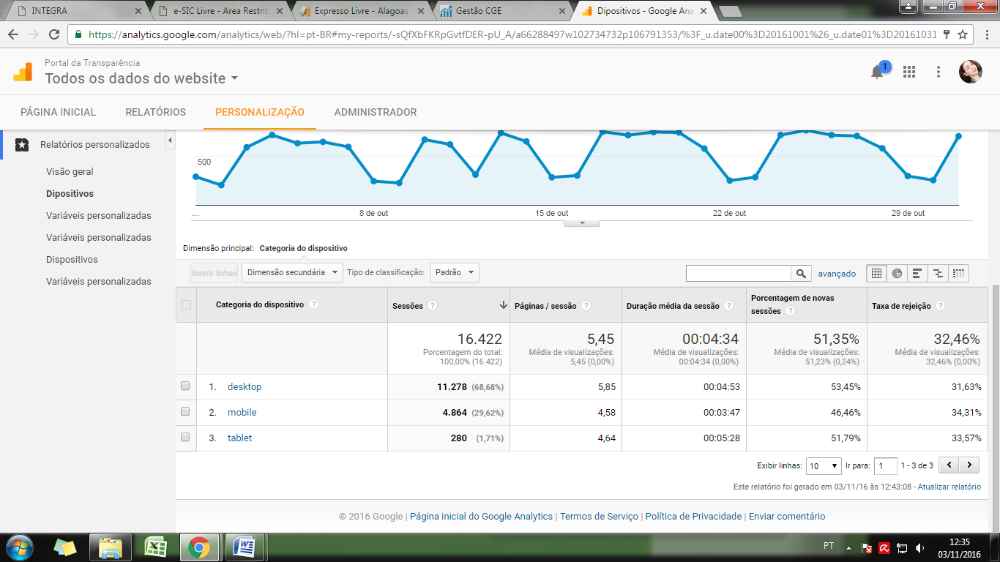 INTEGRA
e-SIC Livre - Area Restrit
Expresso Livre - Alagoas
Gestão CGE
Dipositivos - Google Ana
https://analytics.google.com/analytics/web/?hl=pt-BR#my-reports/-sQfXbFKRpGvtfDER-pU_A/a66288497w102734732p106791353/%3F_u.date00%3D20161001%26_u.date01%3D20161031
Portal da Transparência
Todos os dados do website
1
PÁGINA INICIAL RELATÓRIOS PERSONALIZAÇÃO ADMINISTRADOR
Relatórios personalizados
Visão geral
Dipositivos
Variáveis personalizadas
Variáveis personalizadas
Dispositivos
Variáveis personalizadas
500
... 8 de out 15 de out 22 de out 29 de out
Dimensão principal: Categoria do dispositivo
Inserir linhas Dimensão secundária Tipo de classificação: Padrão avançado
Categoria do dispositivo ? Sessões ? Páginas / sessão ? Duração média da sessão ? Porcentagem de novas
sessões ? Taxa de rejeição ?
16.422 5,45 00:04:34 51,35% 32,46%
Porcentagem do total: Média de visualizações: Média de visualizações: Média de visualizações: Média de visualizações:
100,00% (16.422) 5,45 (0,00%) 00:04:34 (0,00%) 51,23% (0,24%) 32,46% (0,00%)
1. desktop 11.278 (68,68%) 5,85 00:04:53 53,45% 31,63%
2. mobile 4.864 (29,62%) 4,58 00:03:47 46,46% 34,31%
3. tablet 280 (1,71%) 4,64 00:05:28 51,79% 33,57%
Exibir linhas: 10 Ir para: 1 1 - 3 de 3
Este relatório foi gerado em 03/11/16 às 12:43:08 - Atualizar relatório
© 2016 Google | Página inicial do Google Analytics | Termos de Serviço | Política de Privacidade | Enviar comentário
PT
12:35
03/11/2016